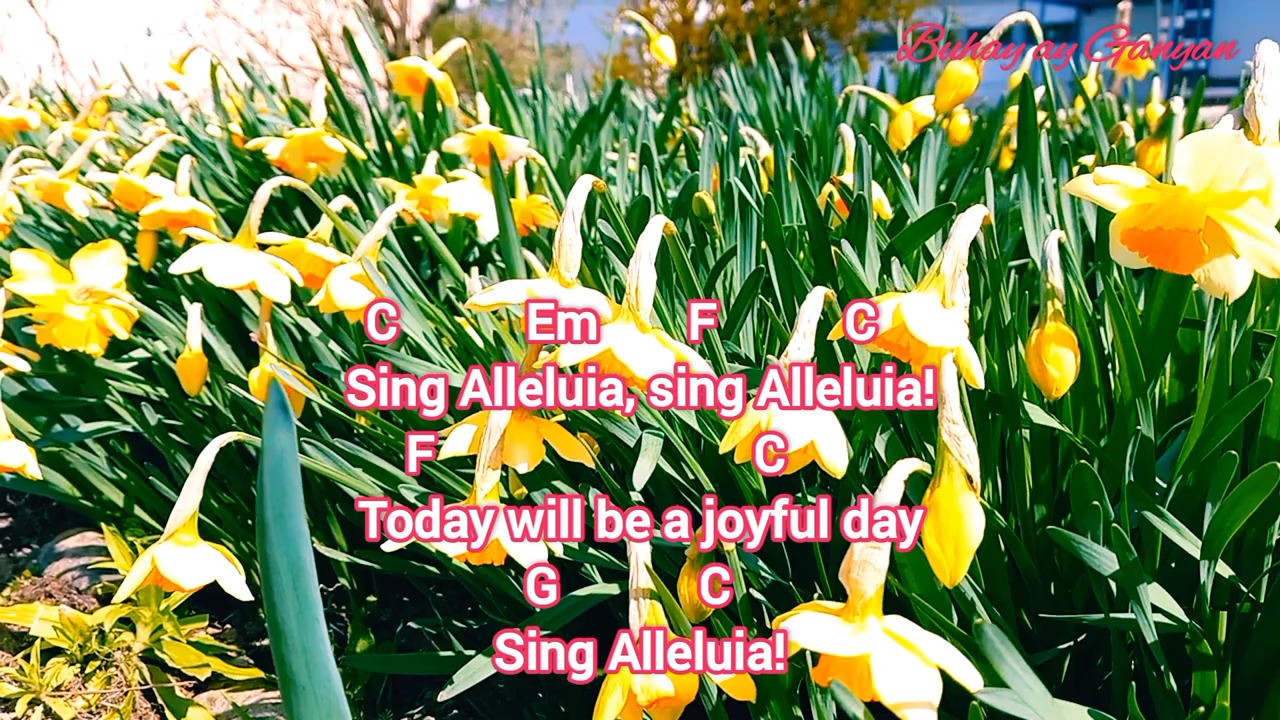 Buhay ay Ganyan
C Em F C
Sing Alleluia, sing Alleluia!
F C
Today will be a joyful day
G C
Sing Alleluia!